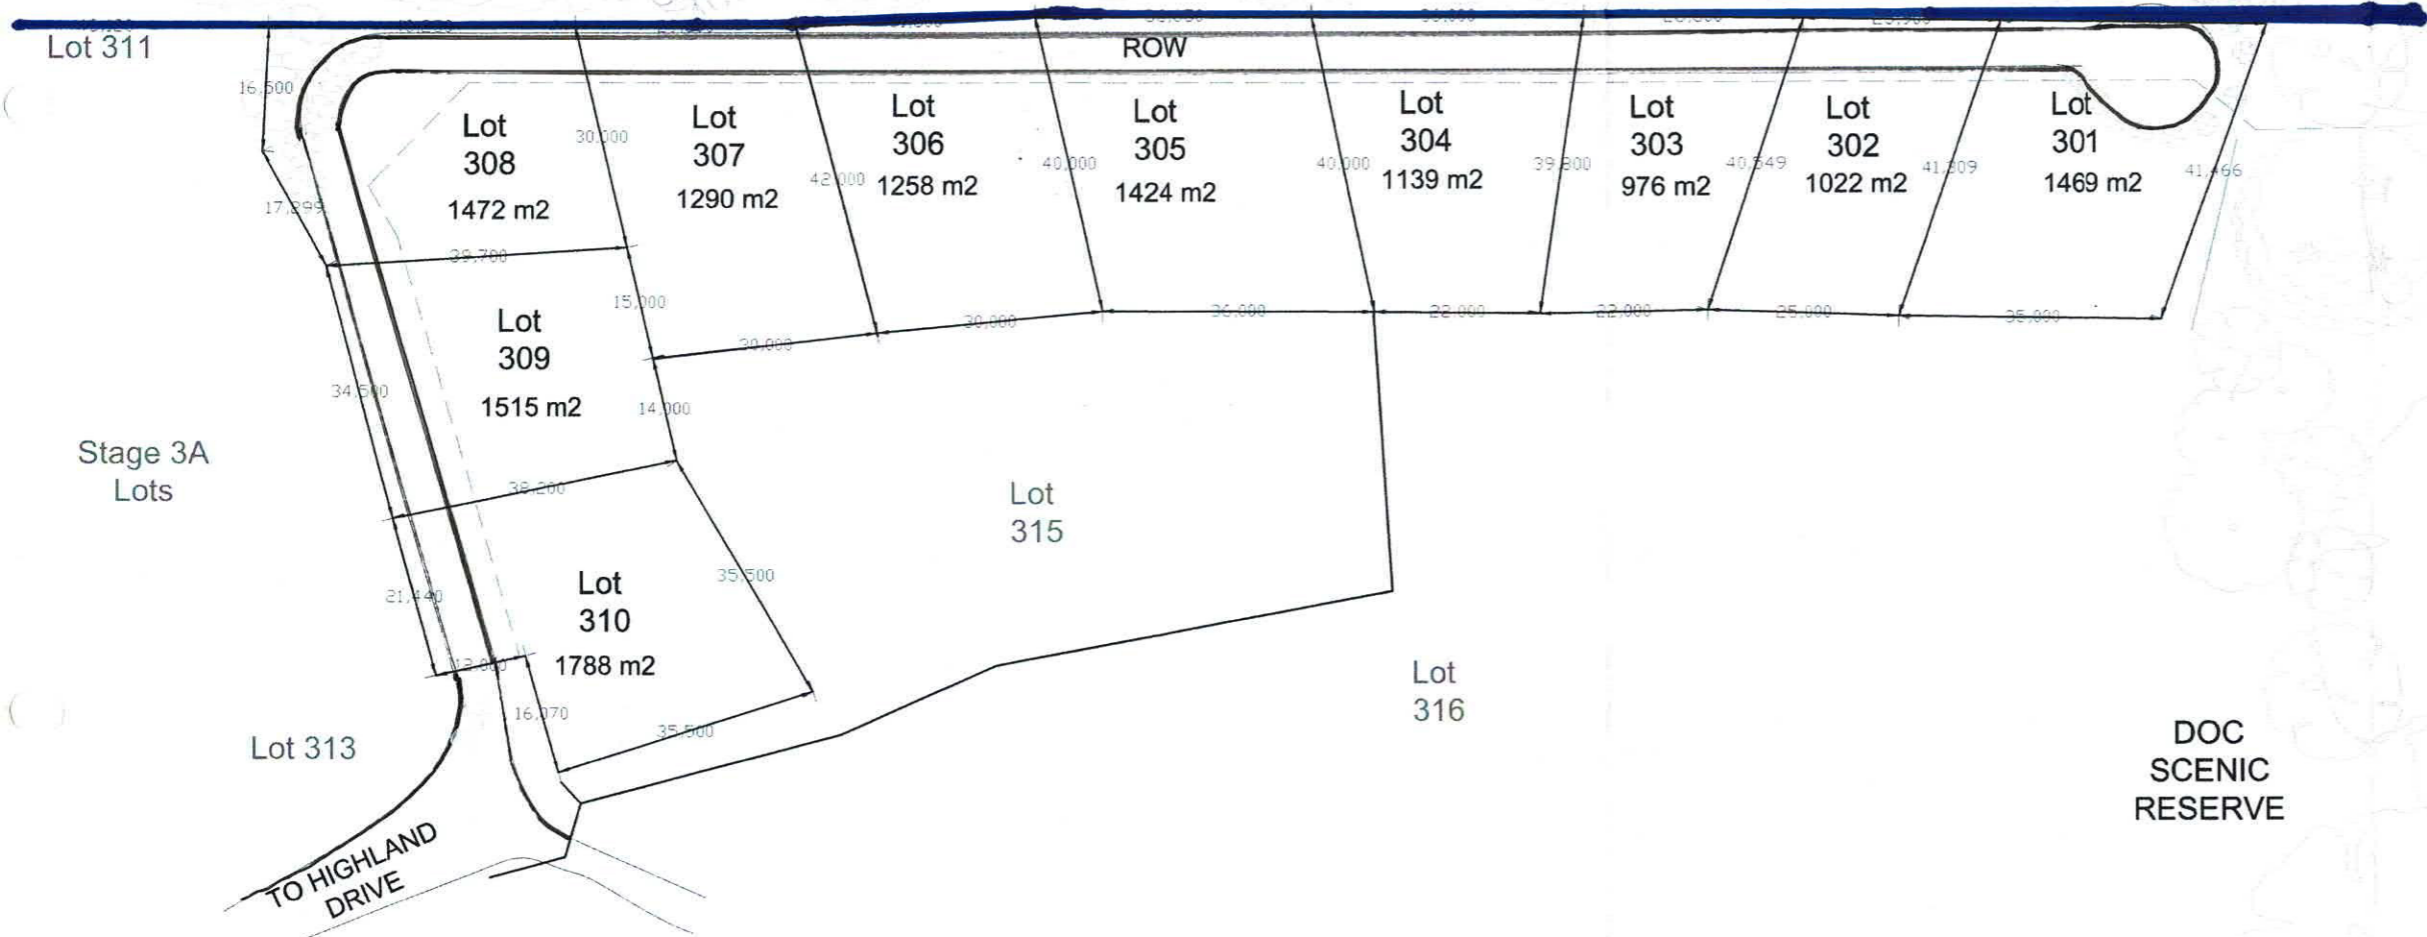 Lot 311
ROW
16,500
Lot
308
1472 m2
30,000
Lot
307
1290 m2
42,000
Lot
306
1258 m2
40,000
Lot
305
1424 m2
40,000
Lot
304
1139 m2
Lot
303
976 m2
40,549
Lot
302
1022 m2
Lot
301
1469 m2
41,466
17,299
39,700
15,000
Lot
309
1515 m2
30,000
30,000
36,000
22,000
22,000
25,000
35,000
34,500
14,000
38,200
Stage 3A
Lots
Lot
315
35,500
21,440
Lot
310
1788 m2
16,070
35,500
Lot 313
Lot
316
DOC
SCENIC
RESERVE
TO HIGHLAND
DRIVE